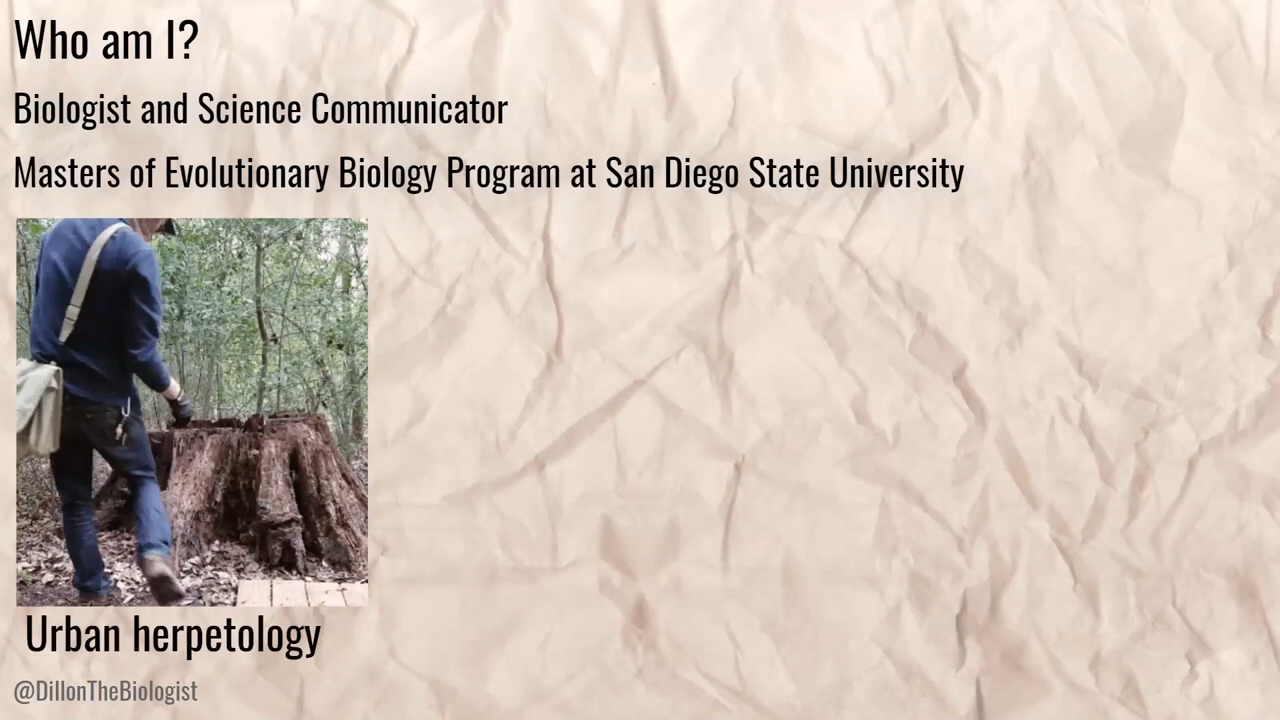 Who am I?
Biologist and Science Communicator
Masters of Evolutionary Biology Program at San Diego State University
Urban herpetology
@DillonTheBiologist